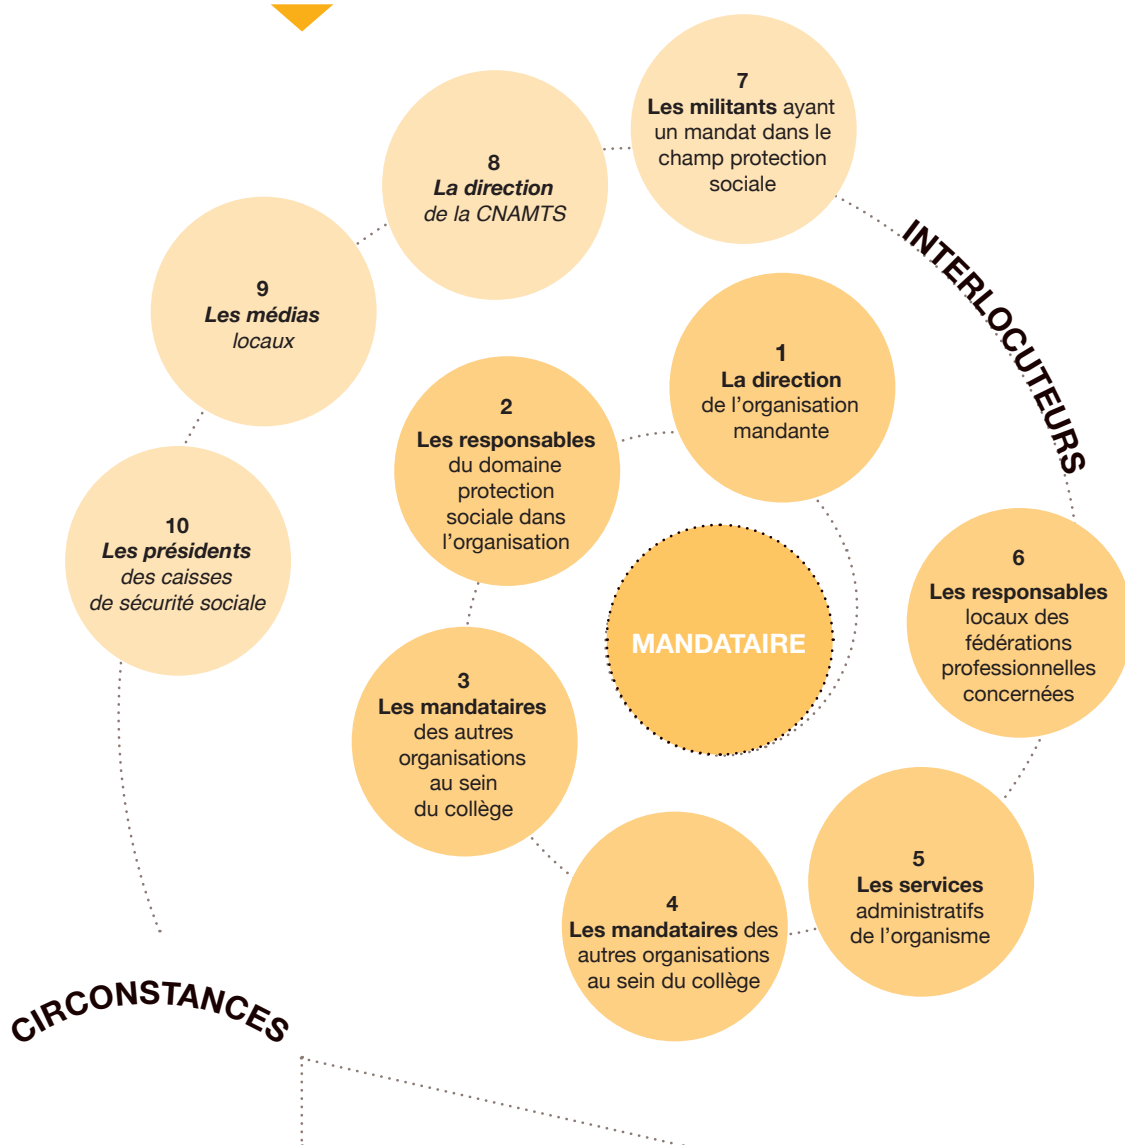 7
Les militants ayant
un mandat dans le
champ protection
sociale
8
La direction
de la CNAMTS
INTERLOCUTEURS
9
Les médias
locaux
1
La direction
de l'organisation
mandante
2
Les responsables
du domaine
protection
sociale dans
l'organisation
10
Les présidents
des caisses
de sécurité sociale
6
Les responsables
locaux des
fédérations
professionnelles
concernées
MANDATAIRE
3
Les mandataires
des autres
organisations
au sein
du collège
5
Les services
administratifs
de l'organisme
4
Les mandataires des
autres organisations
au sein du collège
CIRCONSTANCES